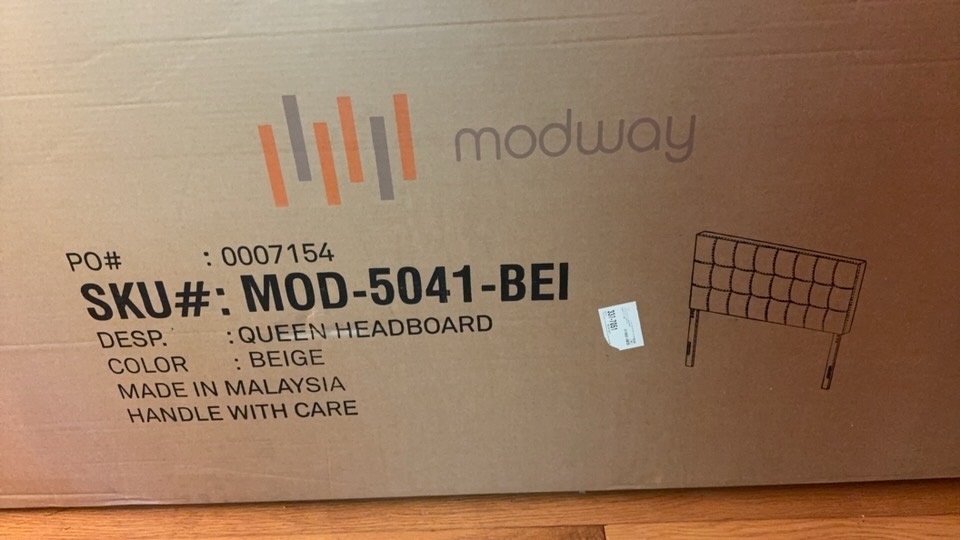 modway
PO# : 0007154
SKU#: MOD-5041-BEI
DESP. : QUEEN HEADBOARD
COLOR : BEIGE
MADE IN MALAYSIA
HANDLE WITH CARE